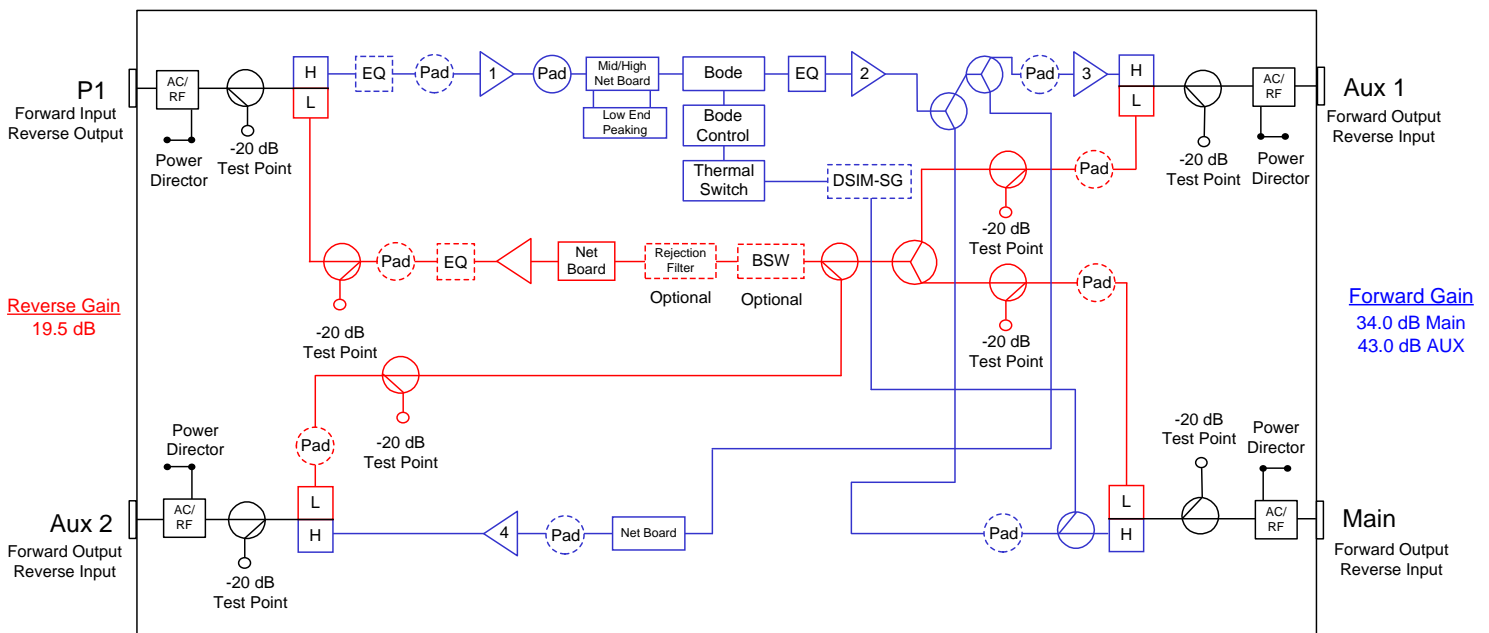 P1
Forward Input
Reverse Output
AC/
RF
Power
Director
-20 dB
Test Point
H
L
EQ
Pad
1
Pad
Mid/High
Net Board
Low End
Peaking
Bode
Bode
Control
Thermal
Switch
DSIM-SG
EQ
2
Pad
3
H
L
-20 dB
Test Point
AC/
RF
Power
Director
Aux 1
Forward Output
Reverse Input
Pad
-20 dB
Test Point
-20 dB
Test Point
Pad
EQ
Net
Board
Rejection
Filter
Optional
BSW
Optional
-20 dB
Test Point
Pad
Reverse Gain
19.5 dB
Forward Gain
34.0 dB Main
43.0 dB AUX
-20 dB
Test Point
Pad
Power
Director
AC/
RF
Aux 2
Forward Output
Reverse Input
-20 dB
Test Point
L
H
4
Pad
Net Board
Pad
L
H
-20 dB
Test Point
Power
Director
AC/
RF
Main
Forward Output
Reverse Input